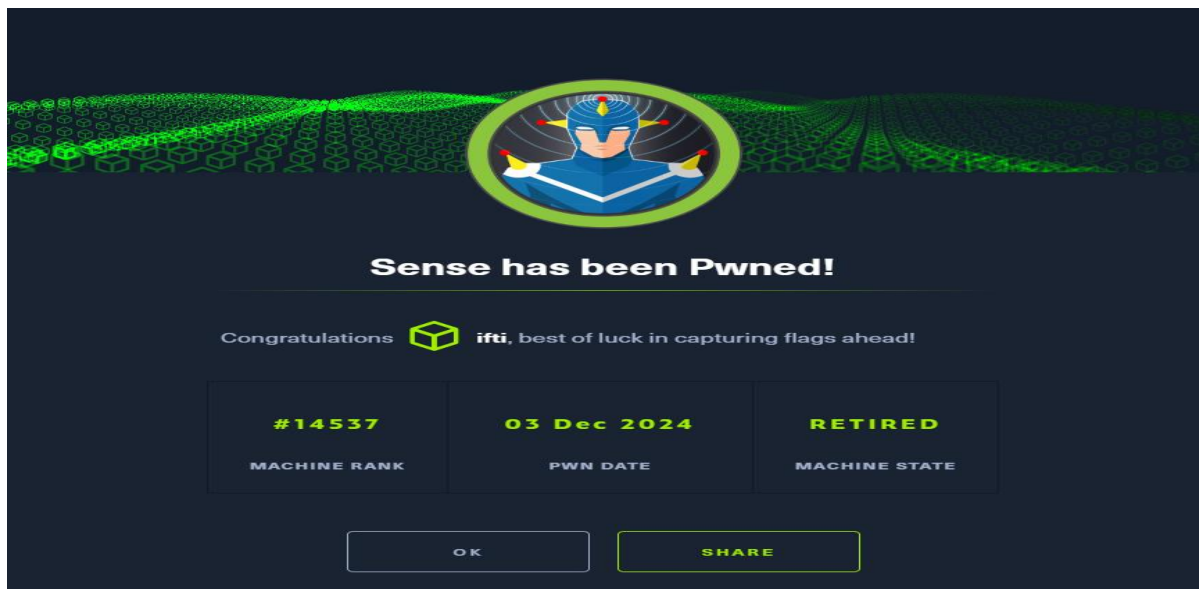 Sense has been Pwned!
Congratulations ifti, best of luck in capturing flags ahead!
#14537 03 Dec 2024 RETIRED
MACHINE RANK PWN DATE MACHINE STATE
OK SHARE